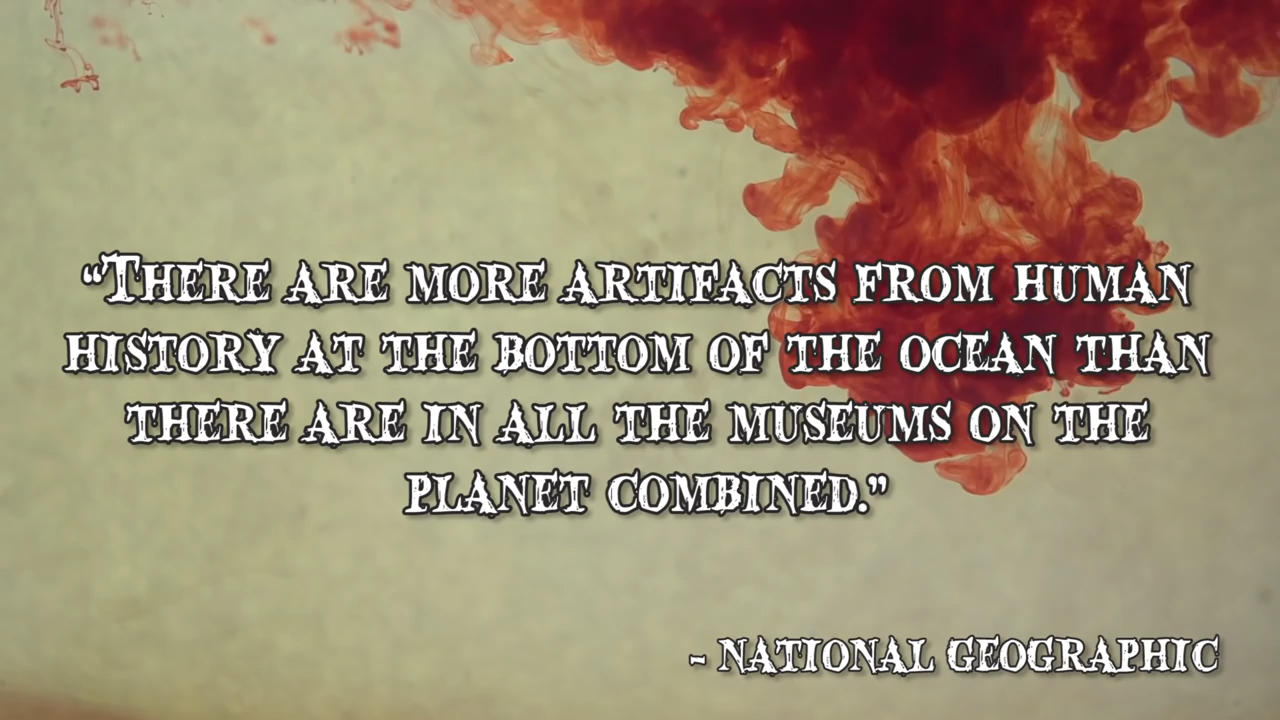 “There are more artifacts from human
history at the bottom of the ocean than
there are in all the museums on the
planet combined.”
- National Geographic